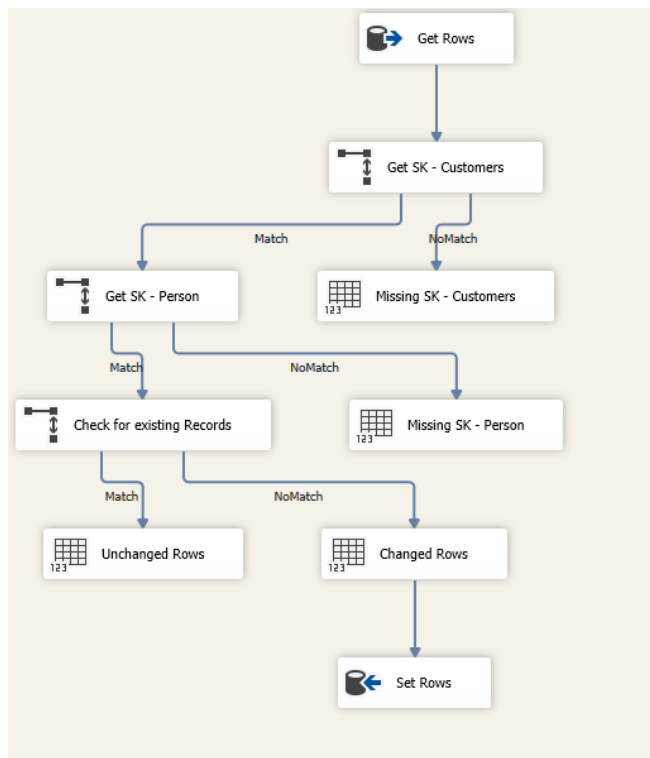 Get Rows
Get SK - Customers
Match
NoMatch
Get SK - Person
123
Missing SK - Customers
Match
NoMatch
Check for existing Records
123
Missing SK - Person
Match
NoMatch
123
Unchanged Rows
123
Changed Rows
Set Rows